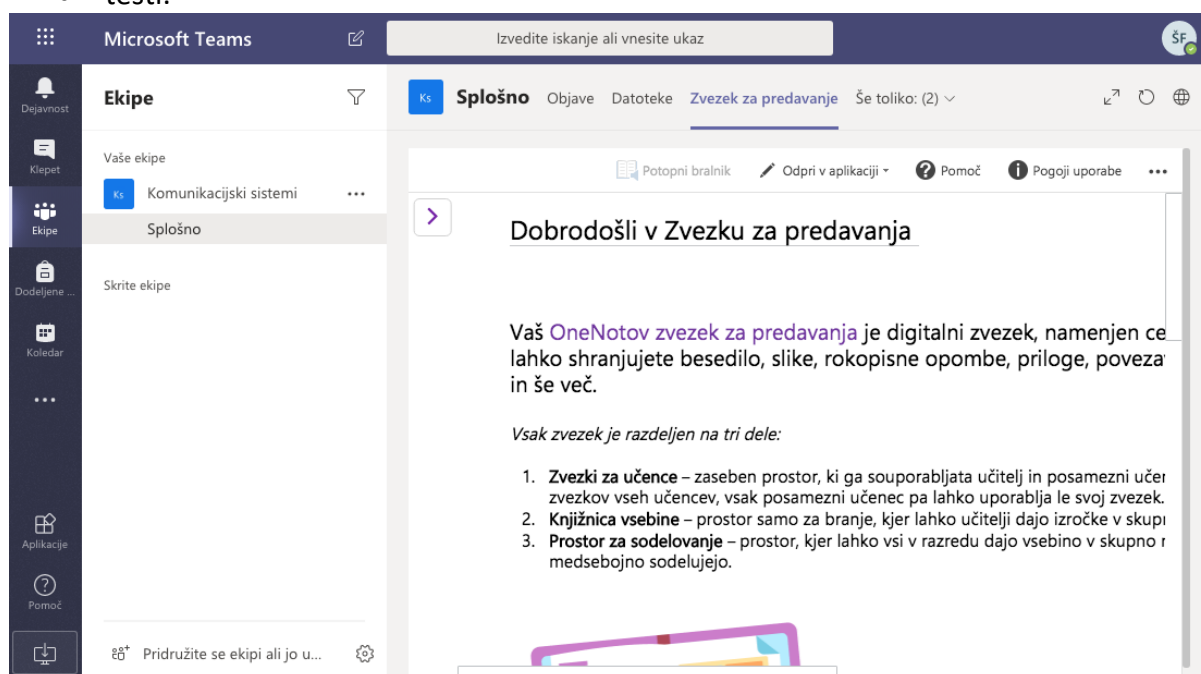 testi.
Microsoft Teams
Izvedite iskanje ali vnesite ukaz
ŠF
Dejavnost
Klepet
Ekipe
Dodeljene ...
Koledar
Aplikacije
Pomoč
Ekipe
Vaše ekipe
Ks Komunikacijski sistemi ...
Splošno
Skrite ekipe
Pridružite se ekipi ali jo u...
Ks Splošno Objave Datoteke Zvezek za predavanje Še toliko: (2)
Potopni bralnik Odpri v aplikaciji Pomoč Pogoji uporabe ...
Dobrodošli v Zvezku za predavanja
Vaš OneNotov zvezek za predavanja je digitalni zvezek, namenjen ce
lahko shranjujete besedilo, slike, rokopisne opombe, priloge, poveza
in še več.
Vsak zvezek je razdeljen na tri dele:
1. Zvezki za učence – zaseben prostor, ki ga souporabljata učitelj in posamezni učer
zvezkov vseh učencev, vsak posamezni učenec pa lahko uporablja le svoj zvezek.
2. Knjižnica vsebine – prostor samo za branje, kjer lahko učitelji dajo izročke v skup
3. Prostor za sodelovanje – prostor, kjer lahko vsi v razredu dajo vsebino v skupno
medsebojno sodelujejo.